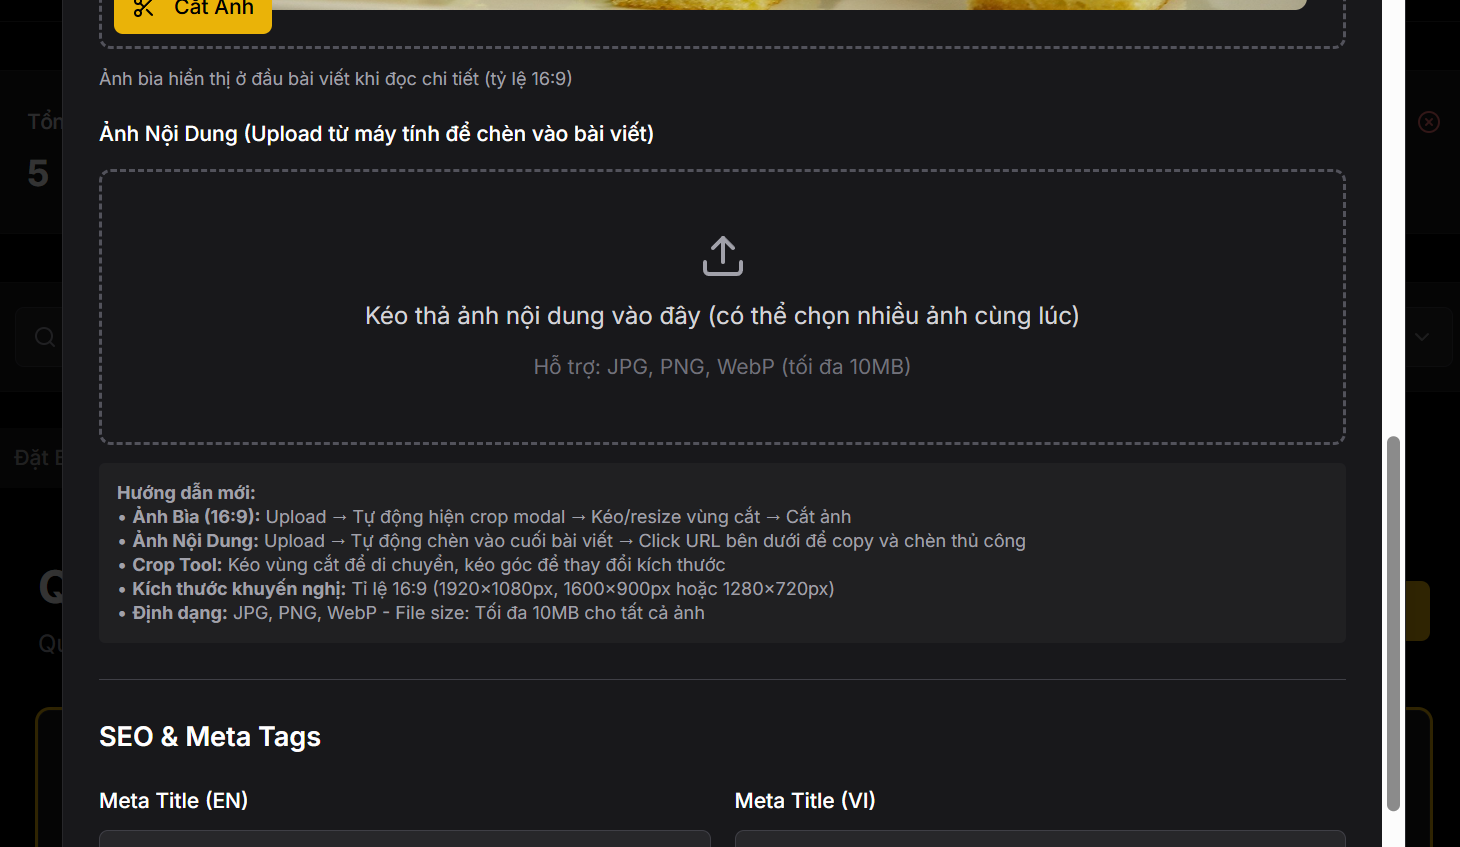 Cắt Ảnh
Ảnh bìa hiển thị ở đầu bài viết khi đọc chi tiết (tỷ lệ 16:9)
Ảnh Nội Dung (Upload từ máy tính để chèn vào bài viết)
5
Kéo thả ảnh nội dung vào đây (có thể chọn nhiều ảnh cùng lúc)
Hỗ trợ: JPG, PNG, WebP (tối đa 10MB)
Đặt
Hướng dẫn mới:
• Ảnh Bìa (16:9): Upload → Tự động hiện crop modal → Kéo/resize vùng cắt → Cắt ảnh
• Ảnh Nội Dung: Upload → Tự động chèn vào cuối bài viết → Click URL bên dưới để copy và chèn thủ công
• Crop Tool: Kéo vùng cắt để di chuyển, kéo góc để thay đổi kích thước
• Kích thước khuyến nghị: Tỉ lệ 16:9 (1920×1080px, 1600×900px hoặc 1280×720px)
• Định dạng: JPG, PNG, WebP - File size: Tối đa 10MB cho tất cả ảnh
SEO & Meta Tags
Meta Title (EN)
Meta Title (VI)